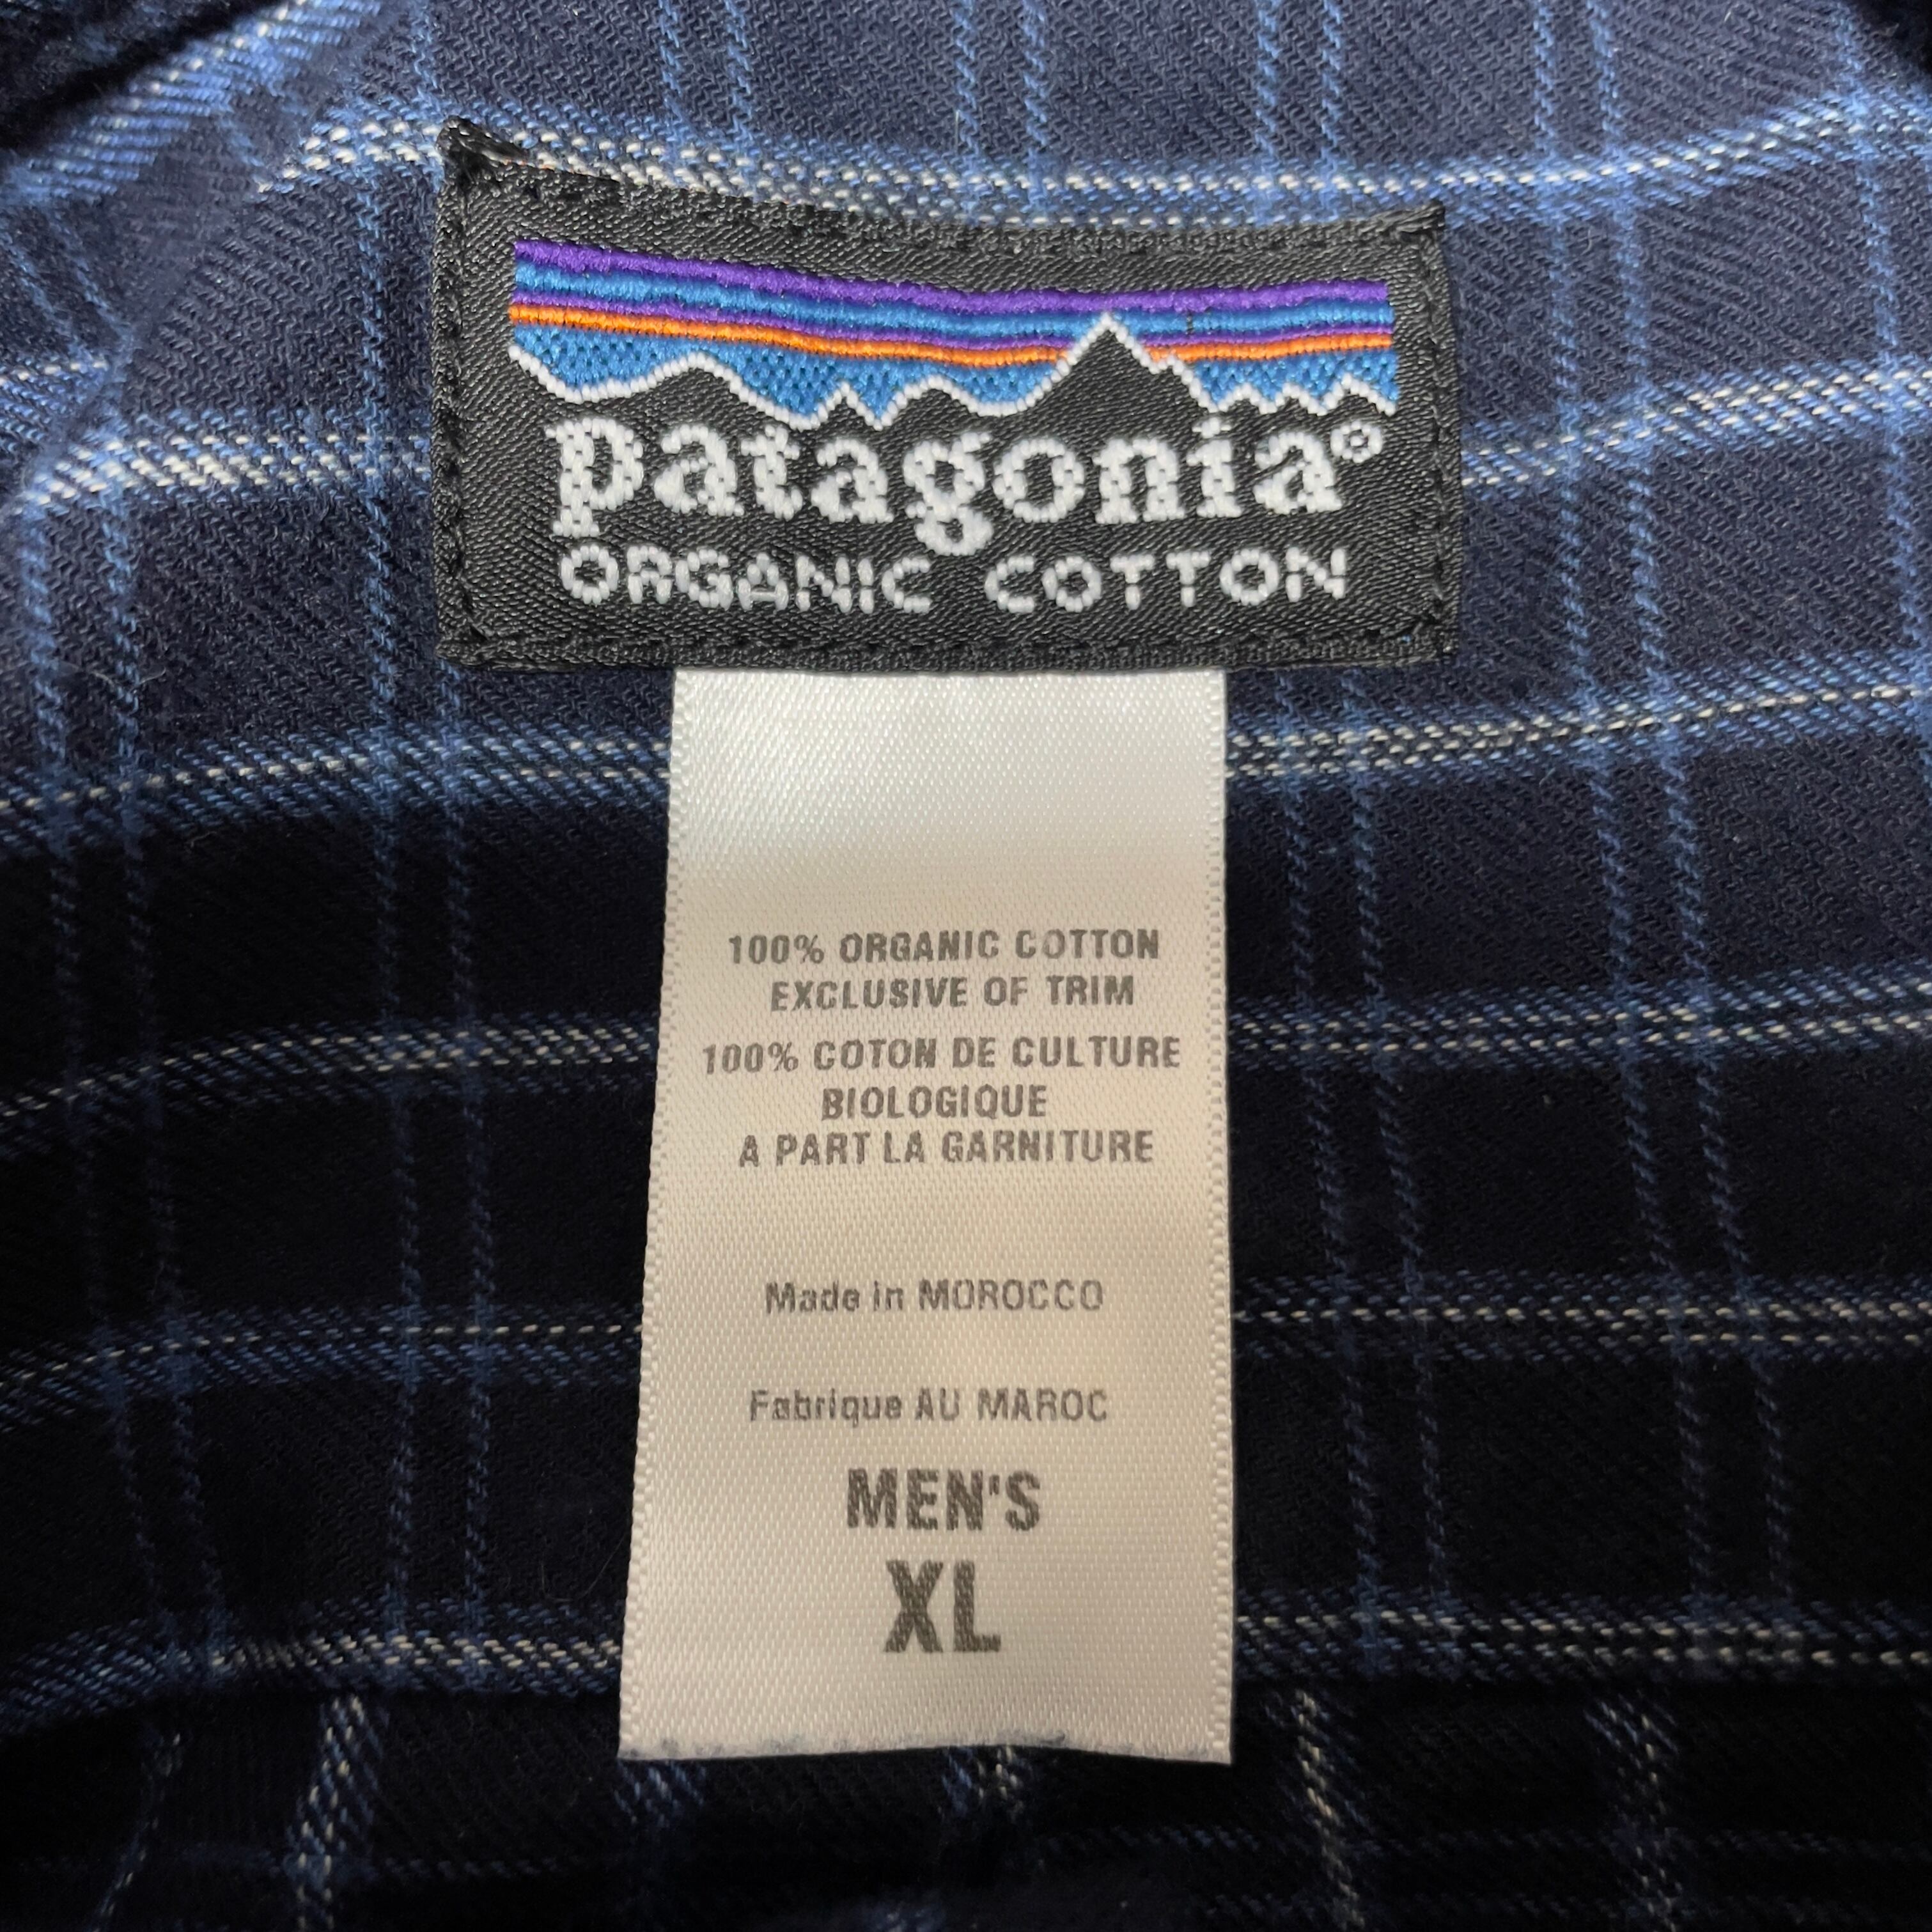 patagonia®
ORGANIC COTTON
100% ORGANIC COTTON
EXCLUSIVE OF TRIM
100% COTON DE CULTURE
BIOLOGIQUE
A PART LA GARNITURE
Made in MOROCCO
Fabrique AU MAROC
MEN'S
XL